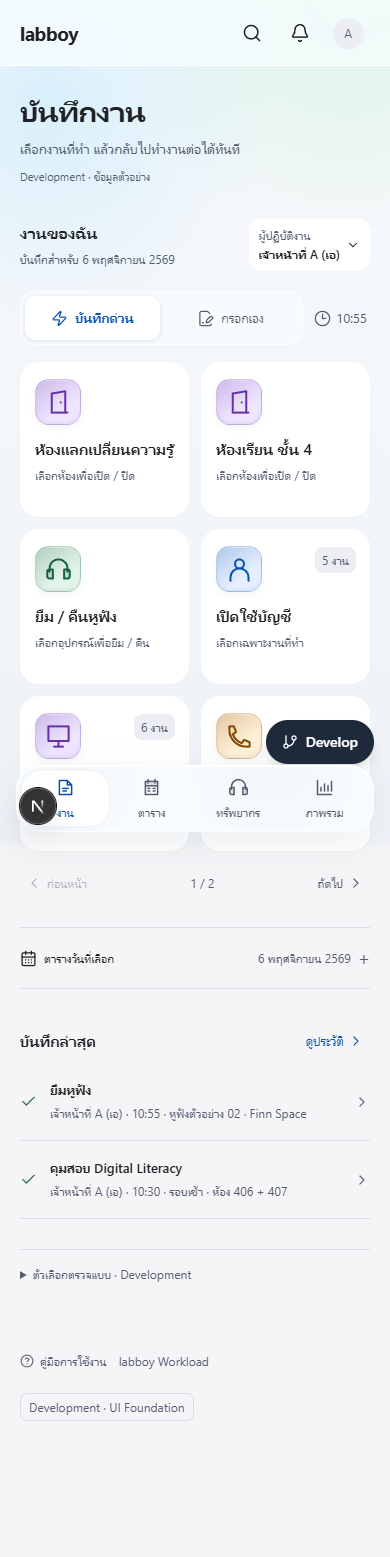 labboy
A
บันทึกงาน
เลือกงานที่ทำ แล้วกลับไปทำงานต่อได้ทันที
Development · ข้อมูลตัวอย่าง
งานของฉัน
บันทึกสำหรับ 6 พฤศจิกายน 2569
ผู้ปฏิบัติงาน
เจ้าหน้าที่ A (เอ)
บันทึกด่วน
กรอกเอง
10:55
ห้องแลกเปลี่ยนความรู้
เลือกห้องเพื่อเปิด / ปิด
ห้องเรียน ชั้น 4
เลือกห้องเพื่อเปิด / ปิด
ยืม / คืนหูฟัง
เลือกอุปกรณ์เพื่อยืม / คืน
5 งาน
เปิดใช้บัญชี
เลือกเฉพาะงานที่ทำ
6 งาน
Develop
N
งาน
ตาราง
ทรัพยากร
ภาพรวม
ก่อนหน้า
1 / 2
ถัดไป
ตารางวันที่เลือก
6 พฤศจิกายน 2569 +
บันทึกล่าสุด
ดูประวัติ
ยืมหูฟัง
เจ้าหน้าที่ A (เอ) · 10:55 · หูฟังตัวอย่าง 02 · Finn Space
คุมสอบ Digital Literacy
เจ้าหน้าที่ A (เอ) · 10:30 · รอบเช้า · ห้อง 406 + 407
ตัวเลือกตรวจแบบ · Development
คู่มือการใช้งาน
labboy Workload
Development · UI Foundation